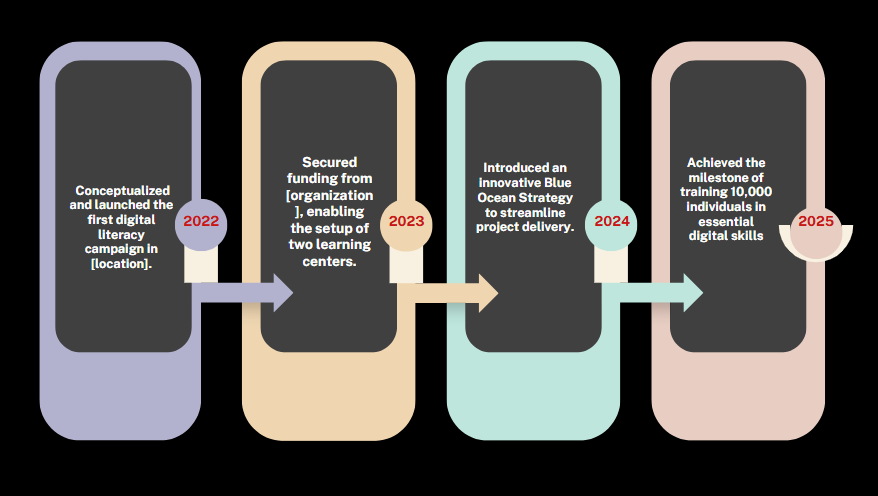 Conceptualized
and launched the
first digital
literacy
campaign in
[location].
2022
Secured
funding from
[organization
], enabling
the setup of
two learning
centers.
2023
Introduced an
innovative Blue
Ocean Strategy
to streamline
project delivery.
2024
Achieved the
milestone of
training 10,000
individuals in
essential
digital skills
2025